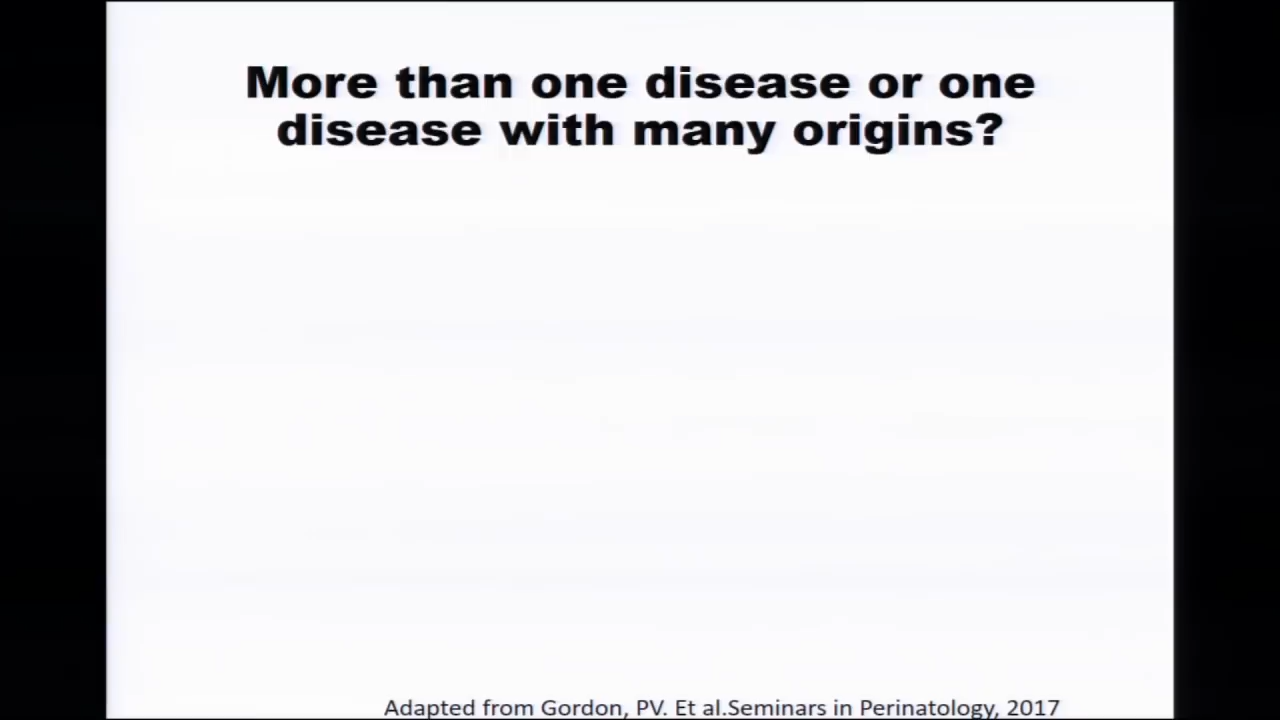 More than one disease or one
disease with many origins?
Adapted from Gordon, PV. Et al.Seminars in Perinatology, 2017